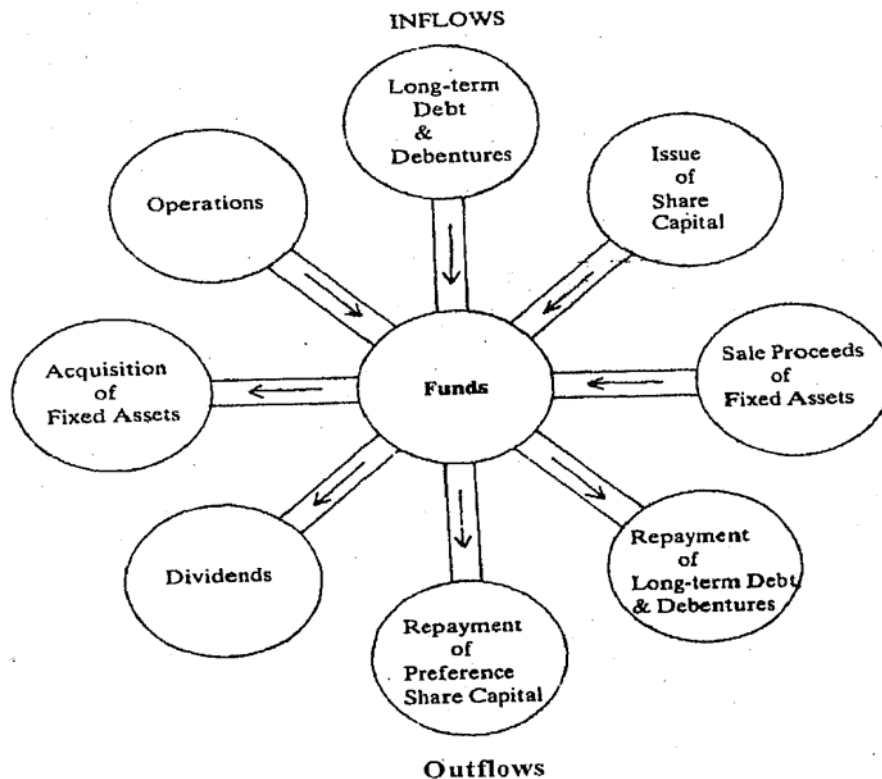 INFLOWS
Long-term
Debt
&
Debentures
Issue
of
Share
Capital
Operations
Sale Proceeds
of
Fixed Assets
Funds
Acquisition
of
Fixed Assets
Dividends
Repayment
of
Preference
Share Capital
Repayment
of
Long-term Debt
& Debentures
Outflows